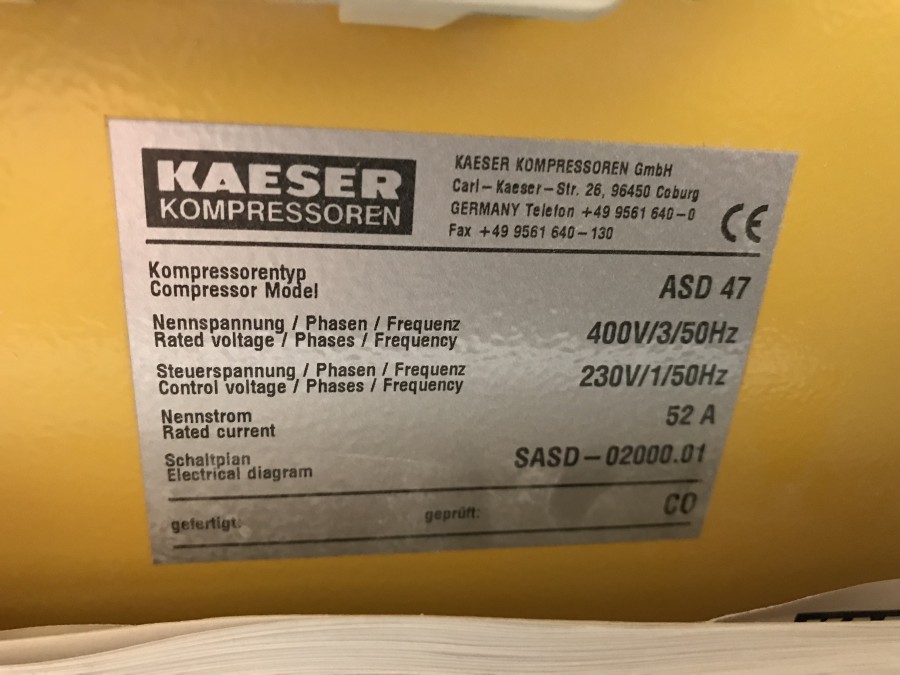 KAESER
KOMPRESSOREN
KAESER KOMPRESSOREN GmbH
Carl-Kaeser-Str. 26, 96450 Coburg
GERMANY Telefon +49 9561 640-0
Fax +49 9561 640-130
CE
Kompressorentyp
Compressor Model
ASD 47
Nennspannung / Phasen / Frequenz
Rated voltage / Phases / Frequency
400V/3/50Hz
Steuerspannung / Phasen / Frequenz
Control voltage / Phases / Frequency
230V/1/50Hz
Nennstrom
Rated current
52 A
Schaltplan
Electrical diagram
SASD-02000.01
gefertigt:
geprüft:
CO